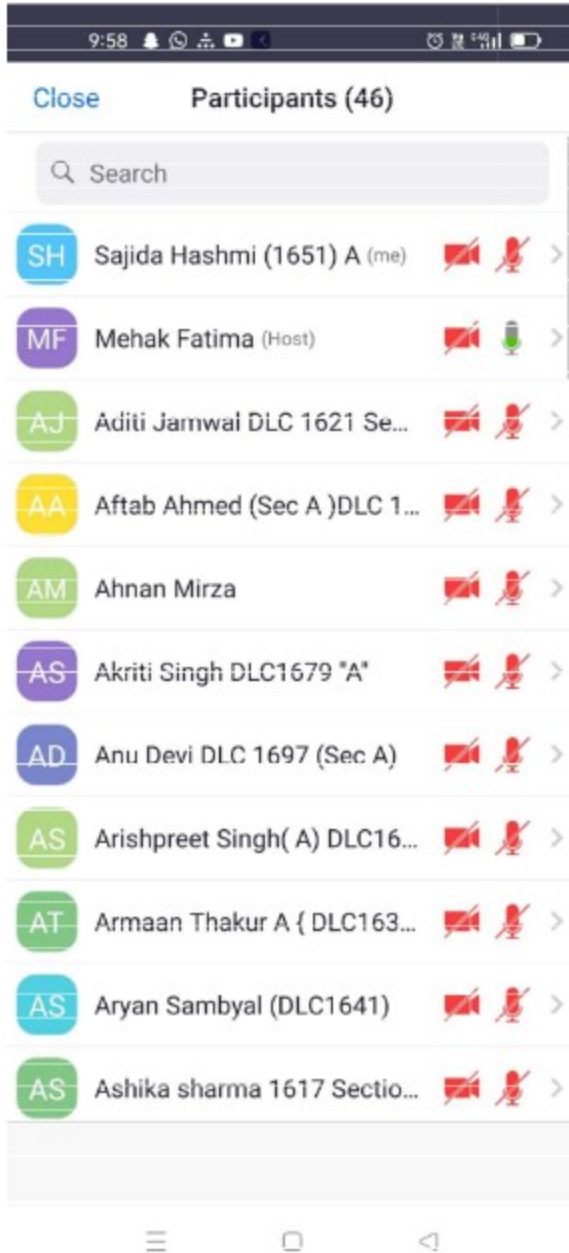 9:58
Close Participants (46)
Search
SH Sajida Hashmi (1651) A (me)
MF Mehak Fatima (Host)
AJ Aditi Jamwal DLC 1621 Se...
AA Aftab Ahmed (Sec A )DLC 1...
AM Ahnan Mirza
AS Akriti Singh DLC1679 "A"
AD Anu Devi DLC 1697 (Sec A)
AS Arishpreet Singh( A) DLC16...
AT Armaan Thakur A { DLC163...
AS Aryan Sambyal (DLC1641)
AS Ashika sharma 1617 Sectio...